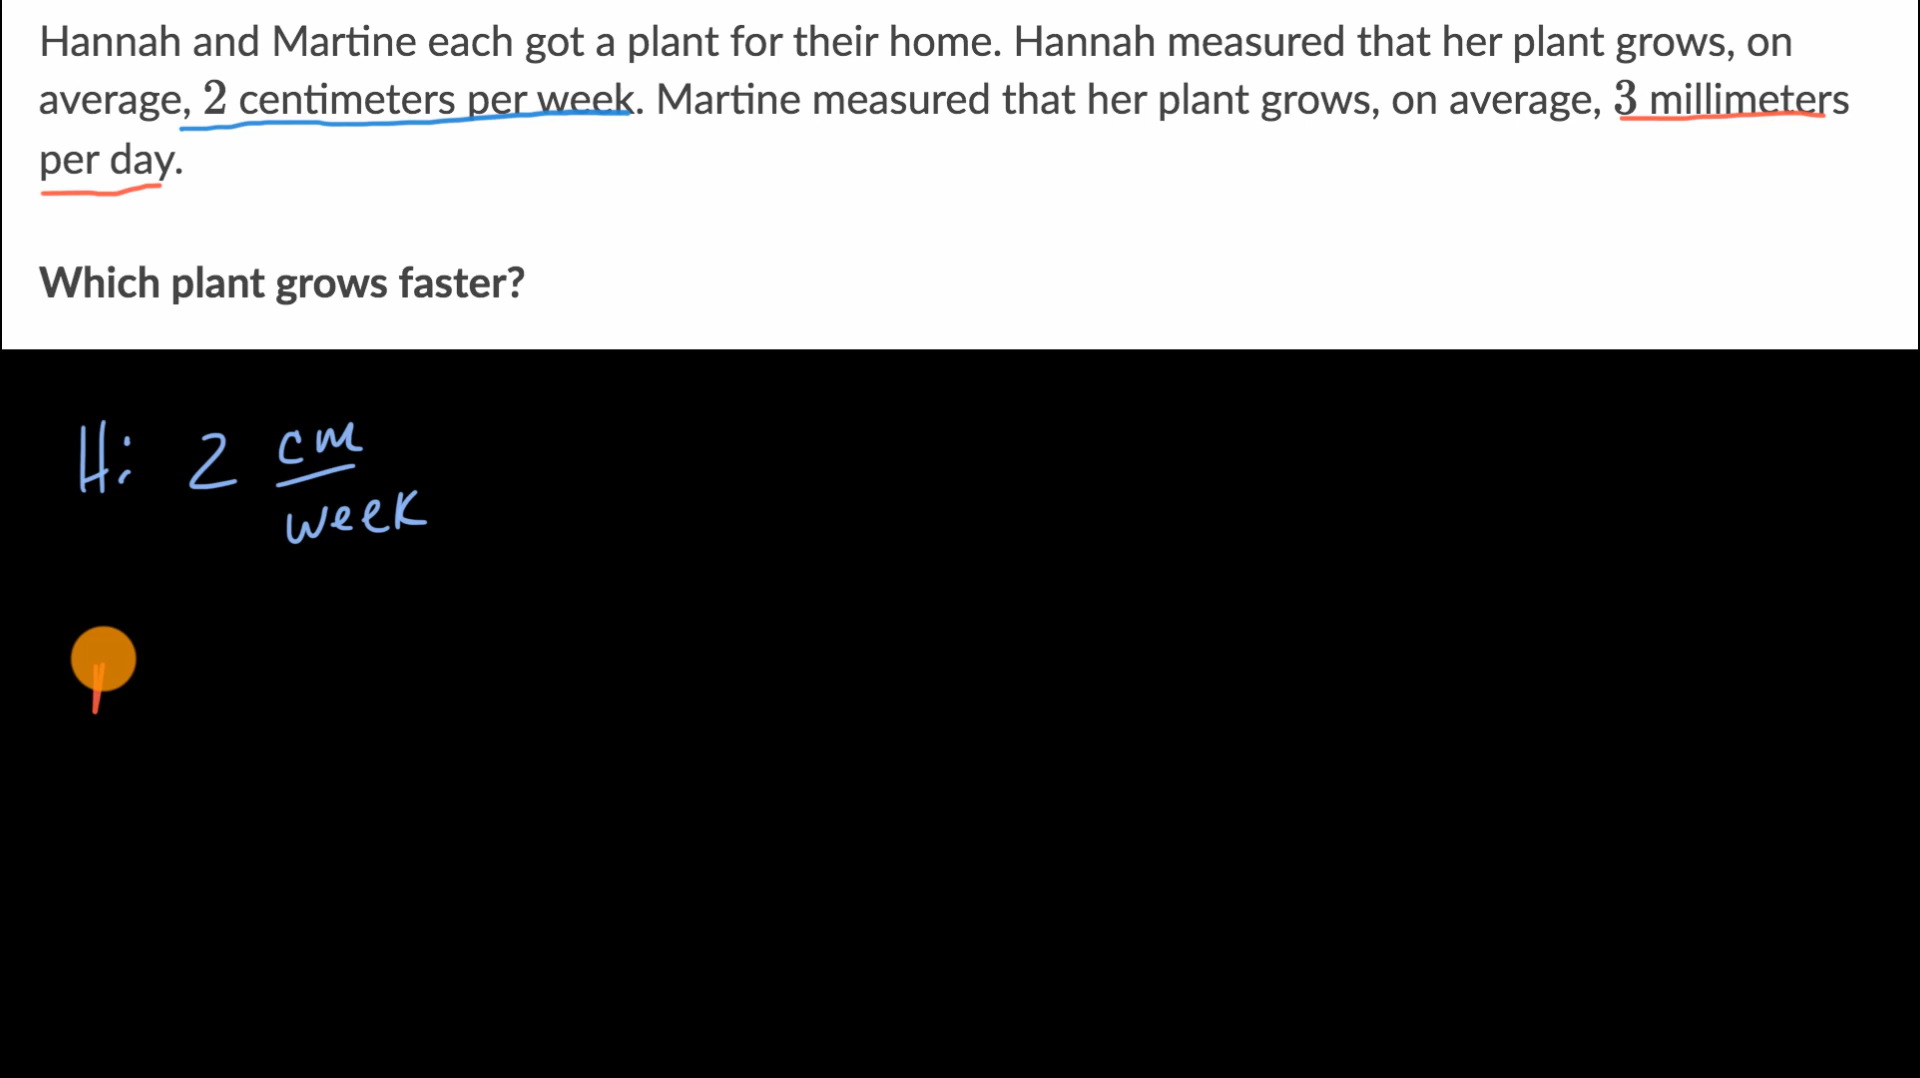 Hannah and Martine each got a plant for their home. Hannah measured that her plant grows, on
average, 2 centimeters per week. Martine measured that her plant grows, on average, 3 millimeters
per day.
Which plant grows faster?
H: 2 cm
week